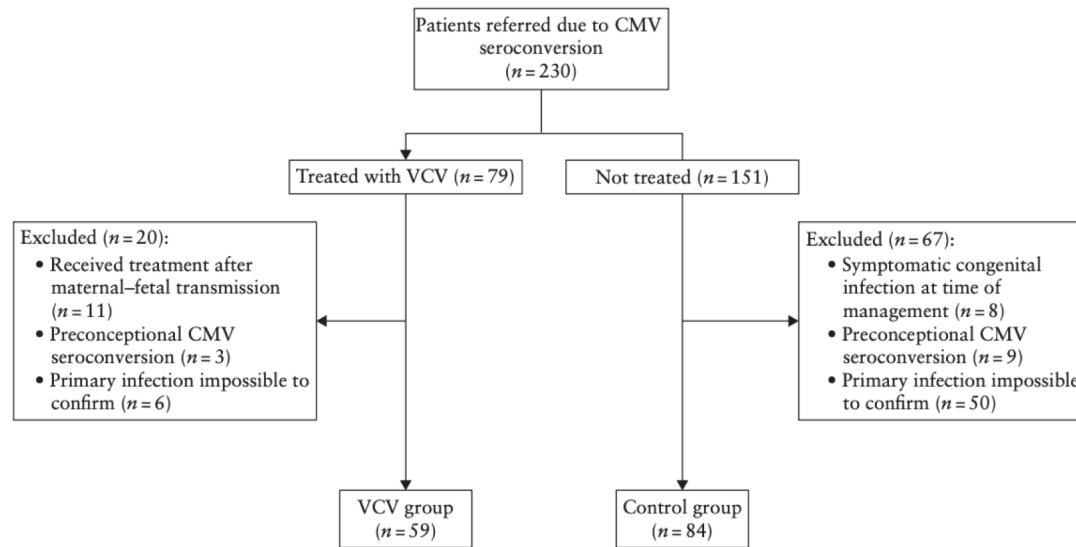 Patients referred due to CMV
seroconversion
(n = 230)
Treated with VCV (n = 79)
Not treated (n = 151)
Excluded (n = 20):
• Received treatment after
maternal–fetal transmission
(n = 11)
• Preconceptional CMV
seroconversion (n = 3)
• Primary infection impossible to
confirm (n = 6)
Excluded (n = 67):
• Symptomatic congenital
infection at time of
management (n = 8)
• Preconceptional CMV
seroconversion (n = 9)
• Primary infection impossible
to confirm (n = 50)
VCV group
(n = 59)
Control group
(n = 84)